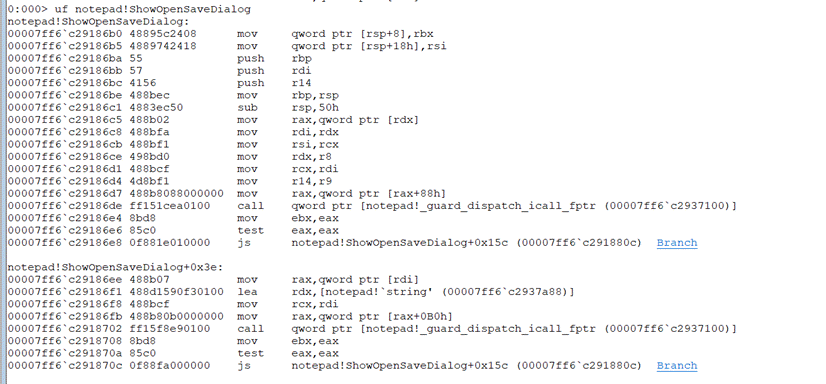 0:000> uf notepad!ShowOpenSaveDialog
notepad!ShowOpenSaveDialog:
00007ff6`c29186b0 48895c2408 mov qword ptr [rsp+8],rbx
00007ff6`c29186b5 4889742418 mov qword ptr [rsp+18h],rsi
00007ff6`c29186ba 55 push rbp
00007ff6`c29186bb 57 push rdi
00007ff6`c29186bc 4156 push r14
00007ff6`c29186be 488bec mov rbp,rsp
00007ff6`c29186c1 4883ec50 sub rsp,50h
00007ff6`c29186c5 488b02 mov rax,qword ptr [rdx]
00007ff6`c29186c8 488bfa mov rdi,rdx
00007ff6`c29186cb 488bf1 mov rsi,rcx
00007ff6`c29186ce 498bd0 mov rdx,r8
00007ff6`c29186d1 488bcf mov rcx,rdi
00007ff6`c29186d4 4d8bf1 mov r14,r9
00007ff6`c29186d7 488b8088000000 mov rax,qword ptr [rax+88h]
00007ff6`c29186de ff151cea0100 call qword ptr [notepad!_guard_dispatch_icall_fptr (00007ff6`c2937100)]
00007ff6`c29186e4 8bd8 mov ebx,eax
00007ff6`c29186e6 85c0 test eax,eax
00007ff6`c29186e8 0f881e010000 js notepad!ShowOpenSaveDialog+0x15c (00007ff6`c291880c) Branch
notepad!ShowOpenSaveDialog+0x3e:
00007ff6`c29186ee 488b07 mov rax,qword ptr [rdi]
00007ff6`c29186f1 488d1590f30100 lea rdx,[notepad!`string' (00007ff6`c2937a88)]
00007ff6`c29186f8 488bcf mov rcx,rdi
00007ff6`c29186fb 488b80b0000000 mov rax,qword ptr [rax+0B0h]
00007ff6`c2918702 ff15f8e90100 call qword ptr [notepad!_guard_dispatch_icall_fptr (00007ff6`c2937100)]
00007ff6`c2918708 8bd8 mov ebx,eax
00007ff6`c291870a 85c0 test eax,eax
00007ff6`c291870c 0f88fa000000 js notepad!ShowOpenSaveDialog+0x15c (00007ff6`c291880c) Branch